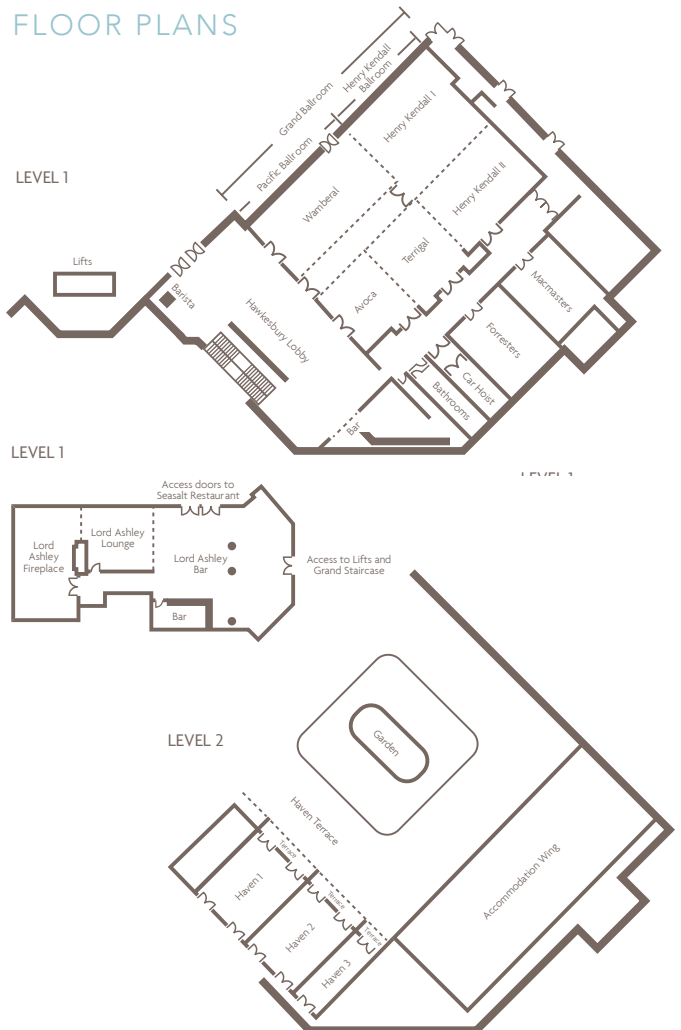 FLOOR PLANS
Grand Ballroom
Henry Kendall
Ballroom
Pacific Ballroom
Henry Kendall I
LEVEL 1
Wamberal
Henry Kendall II
Terrigal
Lifts
Barista
Avoca
Macmasters
Hawkesbury Lobby
Forresters
Car Hoist
Bathrooms
Bar
LEVEL 1
Access doors to
Seasalt Restaurant
Lord
Ashley
Fireplace
Lord Ashley
Lounge
Lord Ashley
Bar
Access to Lifts and
Grand Staircase
Bar
LEVEL 2
Garden
Haven Terrace
Terrace
Terrace
Terrace
Haven 1
Haven 2
Haven 3
Accommodation Wing